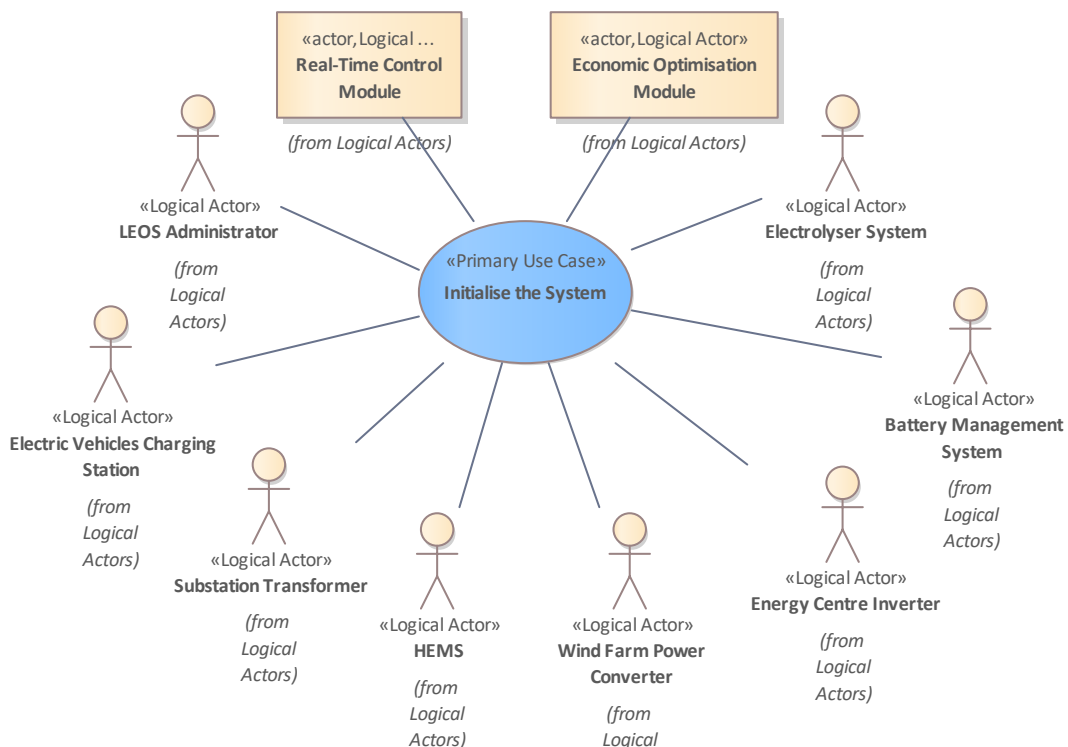 «actor,Logical ...
Real-Time Control
Module
(from Logical Actors)
«actor,Logical Actor»
Economic Optimisation
Module
(from Logical Actors)
«Logical Actor»
LEOS Administrator
(from
Logical
Actors)
«Logical Actor»
Electrolyser System
(from
Logical
Actors)
«Primary Use Case»
Initialise the System
«Logical Actor»
Electric Vehicles Charging
Station
(from
Logical
Actors)
«Logical Actor»
Battery Management
System
(from
Logical
Actors)
«Logical Actor»
Substation Transformer
(from
Logical
Actors)
«Logical Actor»
HEMS
(from
Logical
Actors)
«Logical Actor»
Wind Farm Power
Converter
(from
Logical
«Logical Actor»
Energy Centre Inverter
(from
Logical
Actors)